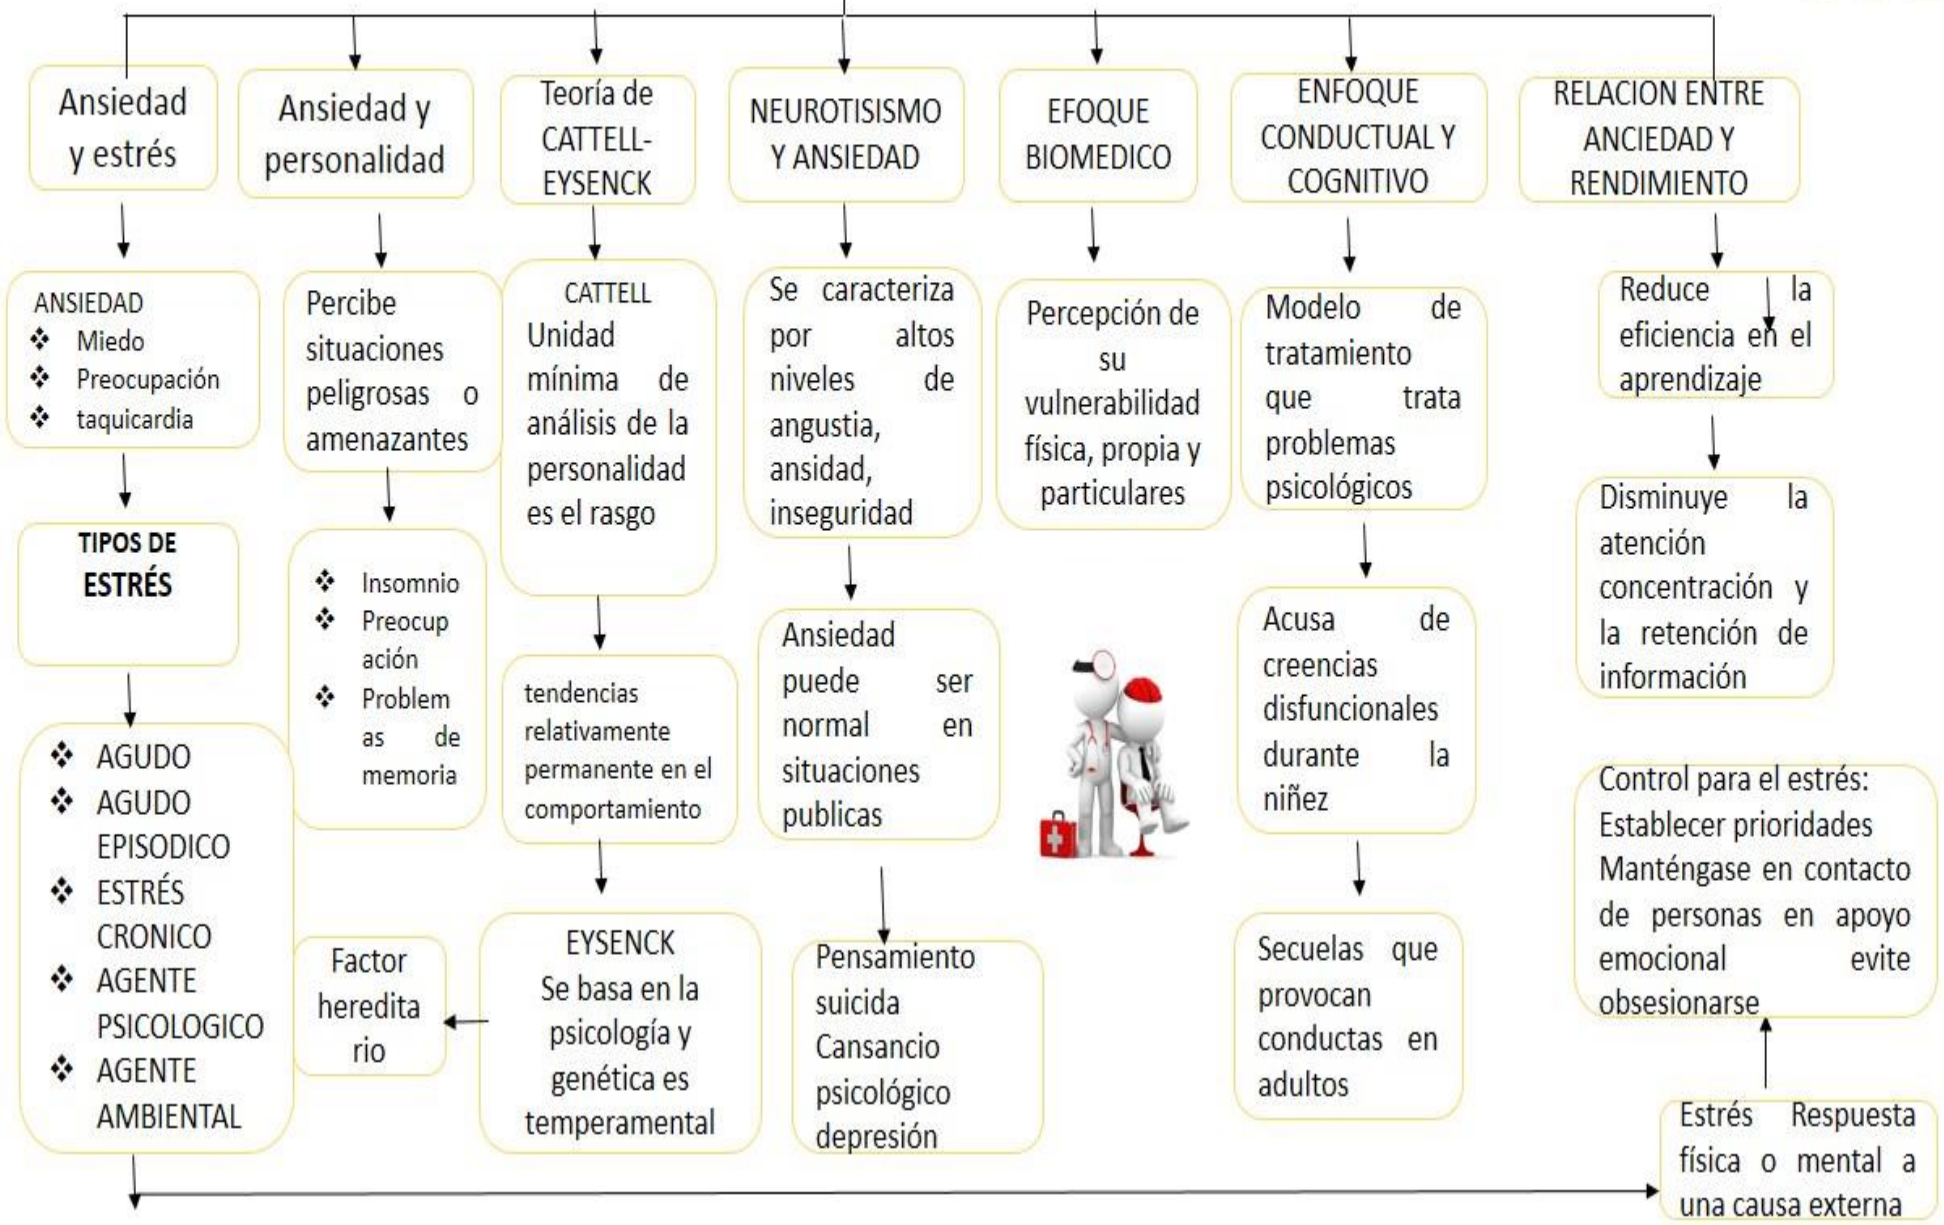 Ansiedad
y estrés
ANSIEDAD
❖ Miedo
❖ Preocupación
❖ taquicardia
TIPOS DE
ESTRÉS
❖ AGUDO
❖ AGUDO
EPISODICO
❖ ESTRÉS
CRONICO
❖ AGENTE
PSICOLOGICO
❖ AGENTE
AMBIENTAL
Ansiedad y
personalidad
Percibe
situaciones
peligrosas o
amenazantes
❖ Insomnio
❖ Preocup
ación
❖ Problem
as de
memoria
Teoría de
CATTELL-
EYSENCK
CATTELL
Unidad
mínima de
análisis de la
personalidad
es el rasgo
tendencias
relativamente
permanente en el
comportamiento
EYSENCK
Se basa en la
psicología y
genética es
temperamental
Factor
heredita
rio
NEUROTISISMO
Y ANSIEDAD
Se caracteriza
por altos
niveles de
angustia,
ansidad,
inseguridad
Ansiedad
puede ser
normal en
situaciones
publicas
Pensamiento
suicida
Cansancio
psicológico
depresión
EFOQUE
BIOMEDICO
Percepción de
su
vulnerabilidad
física, propia y
particulares
ENFOQUE
CONDUCTUAL Y
COGNITIVO
Modelo de
tratamiento
que trata
problemas
psicológicos
Acusa de
creencias
disfuncionales
durante la
niñez
Secuelas que
provocan
conductas en
adultos
RELACION ENTRE
ANCIEDAD Y
RENDIMIENTO
Reduce la
eficiencia en el
aprendizaje
Disminuye la
atención
concentración y
la retención de
información
Control para el estrés:
Establecer prioridades
Manténgase en contacto
de personas en apoyo
emocional evite
obsesionarse
Estrés Respuesta
física o mental a
una causa externa